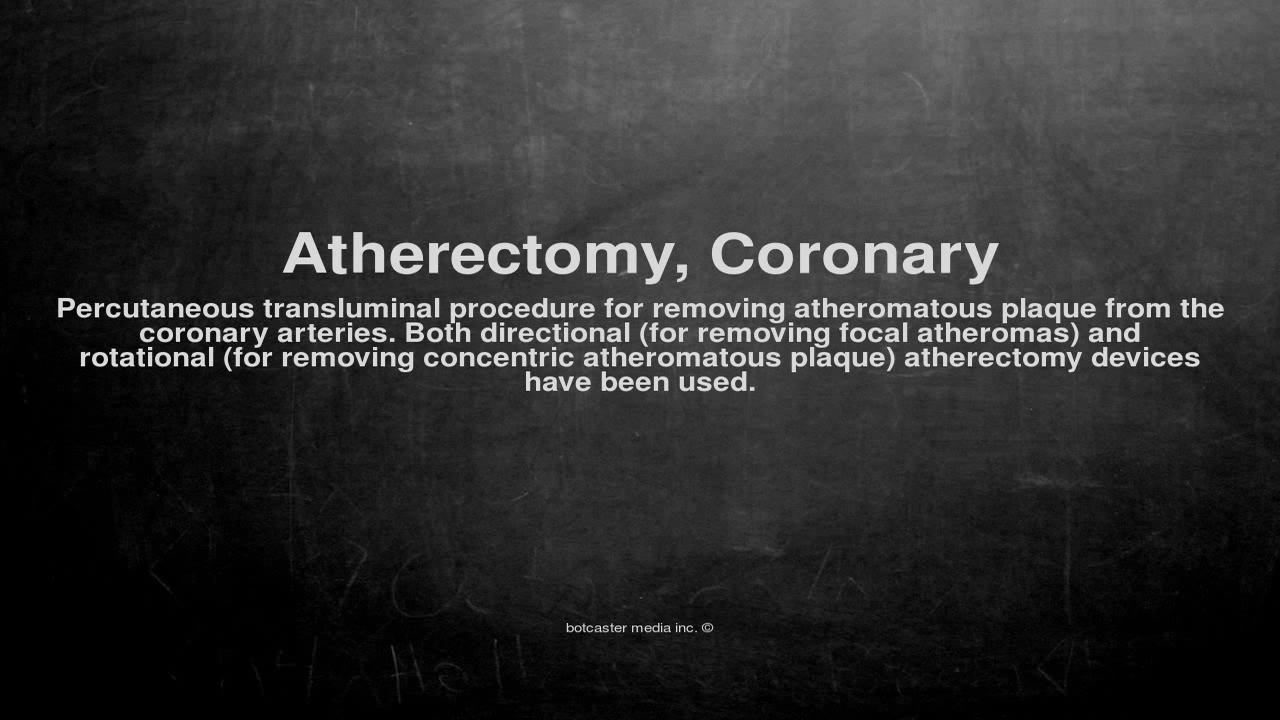 Atherectomy, Coronary
Percutaneous transluminal procedure for removing atheromatous plaque from the
coronary arteries. Both directional (for removing focal atheromas) and
rotational (for removing concentric atheromatous plaque) atherectomy devices
have been used.
botcaster media inc. ©